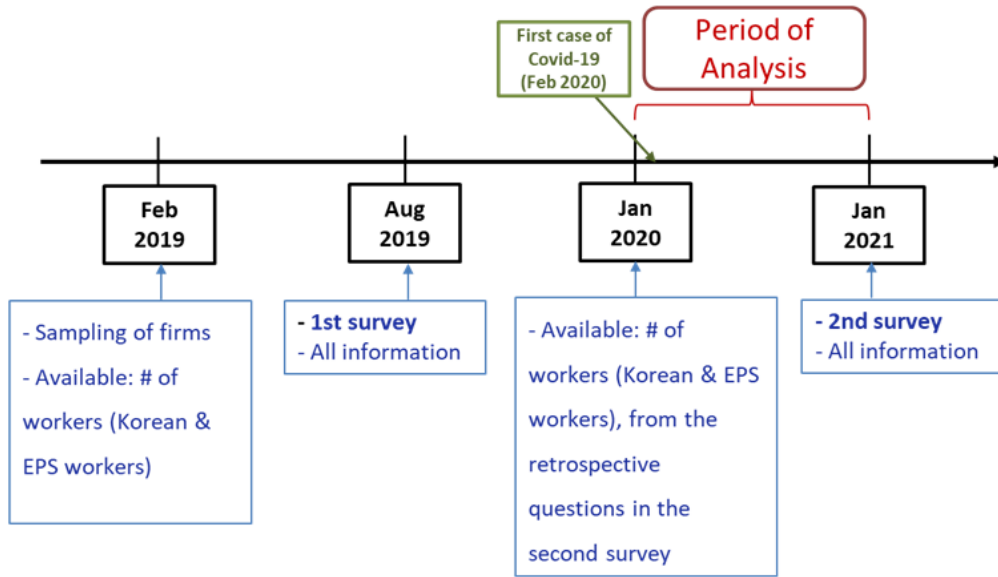 First case of
Covid-19
(Feb 2020)
Period of
Analysis
Feb
2019
Aug
2019
Jan
2020
Jan
2021
- Sampling of firms
- Available: # of
workers (Korean &
EPS workers)
- 1st survey
- All information
- Available: # of
workers (Korean & EPS
workers), from the
retrospective
questions in the
second survey
- 2nd survey
- All information